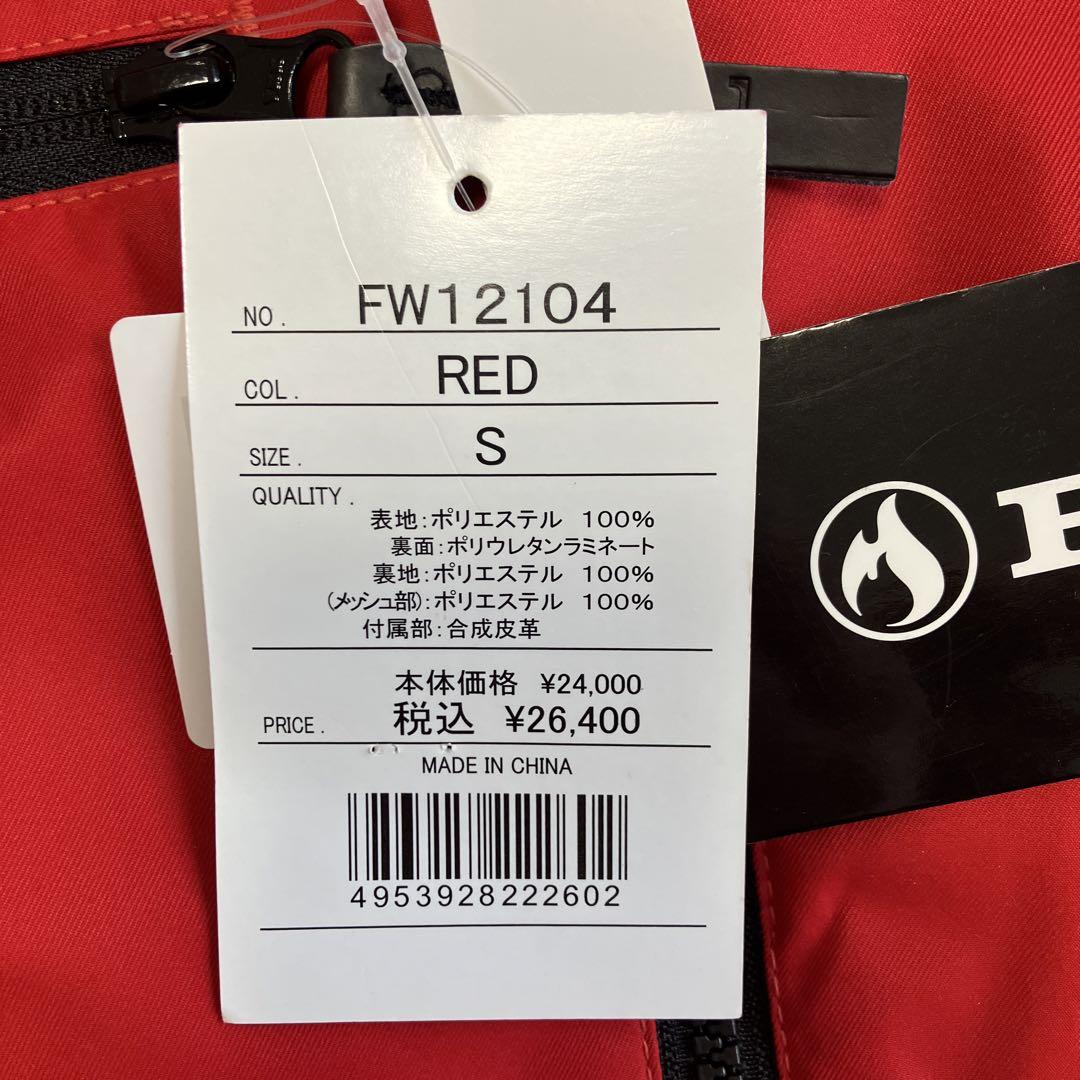 NO. FW12104
COL. RED
SIZE. S
QUALITY.
表地:ポリエステル 100%
裏面:ポリウレタンラミネート
裏地:ポリエステル 100%
(メッシュ部):ポリエステル 100%
付属部:合成皮革
本体価格 ¥24,000
PRICE. 税込 ¥26,400
MADE IN CHINA
4953928222602